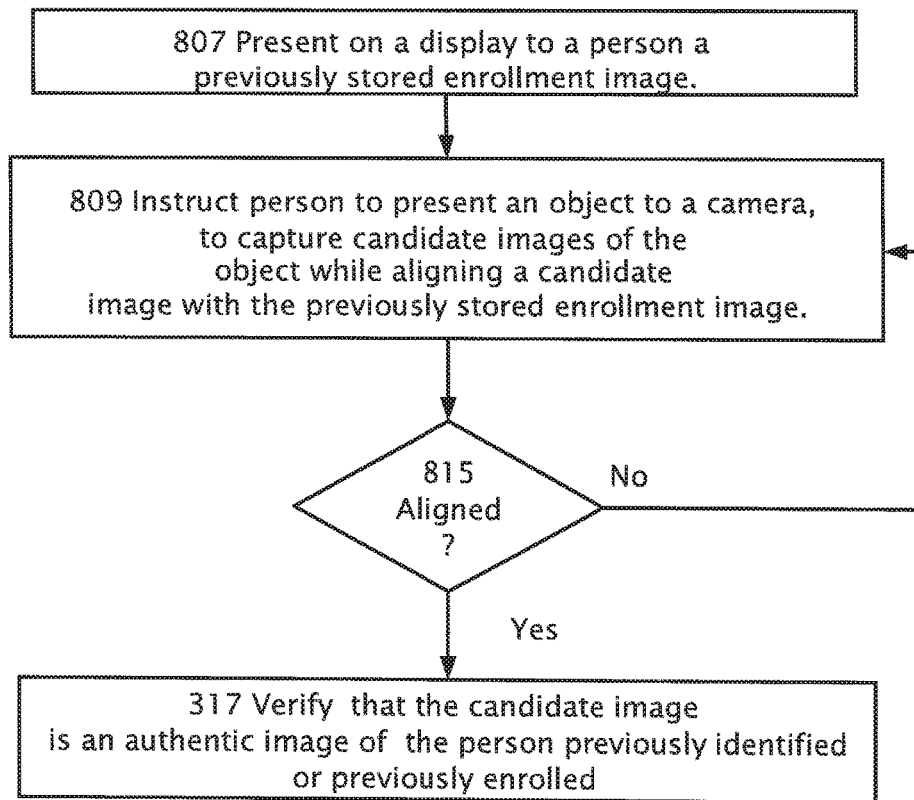 807 Present on a display to a person a
previously stored enrollment image.
809 Instruct person to present an object to a camera,
to capture candidate images of the
object while aligning a candidate
image with the previously stored enrollment image.
815
Aligned
?
No
Yes
317 Verify that the candidate image
is an authentic image of the person previously identified
or previously enrolled